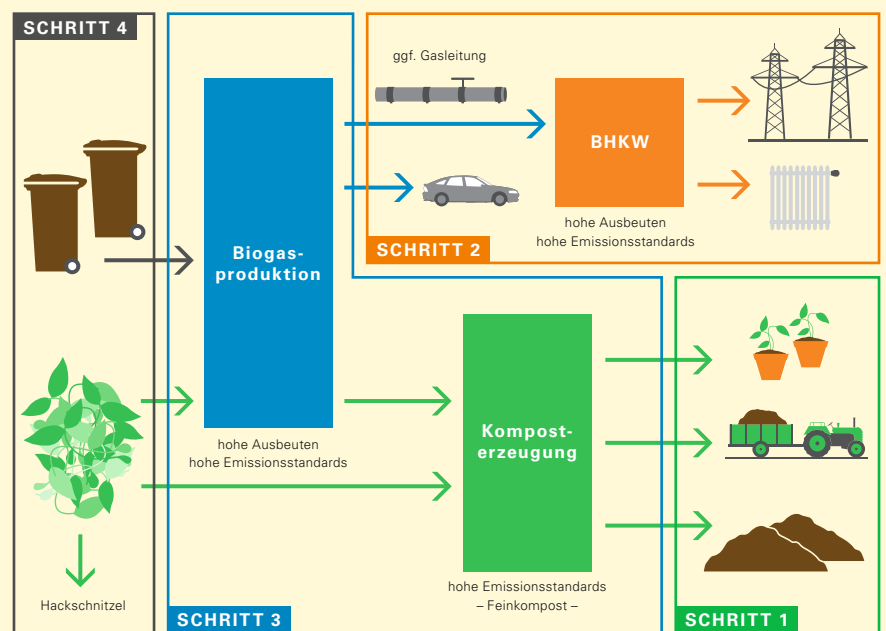 SCHRITT 4
ggf. Gasleitung
BHKW
hohe Ausbeuten
hohe Emissionsstandards
SCHRITT 2
Biogas-
produktion
hohe Ausbeuten
hohe Emissionsstandards
Kompost-
erzeugung
hohe Emissionsstandards
– Feinkompost –
Hackschnitzel
SCHRITT 3
SCHRITT 1